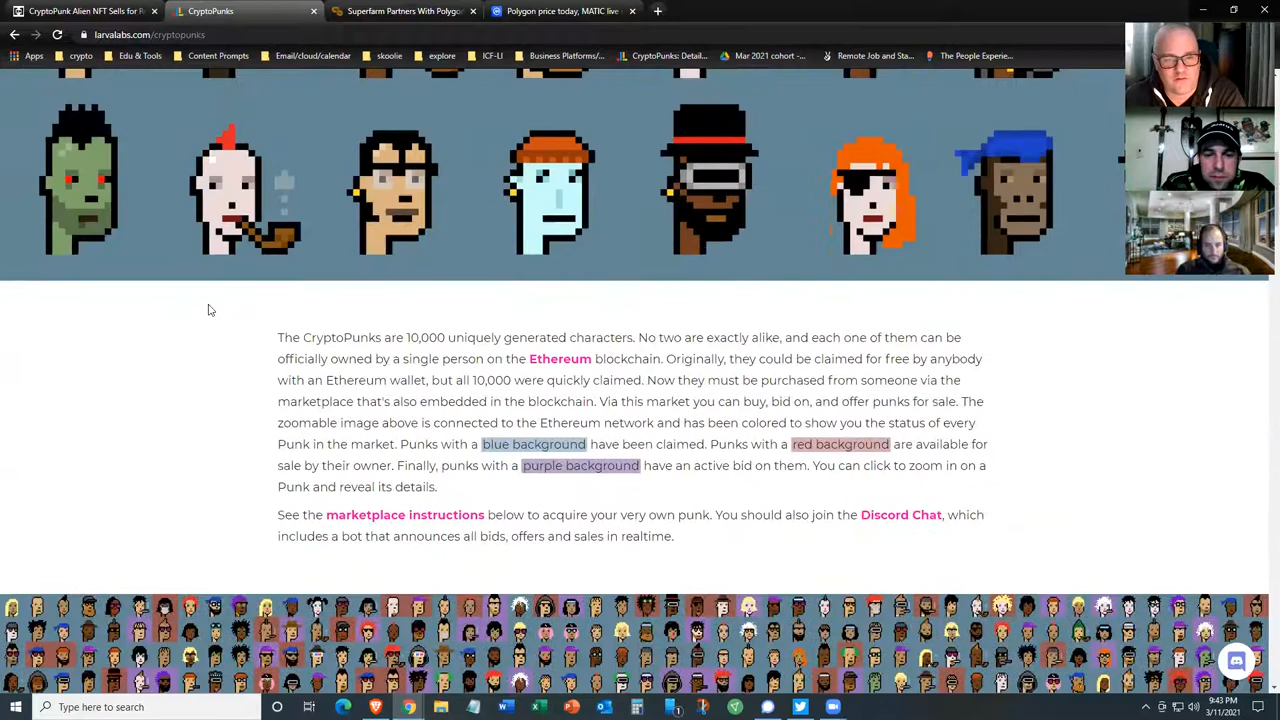 CryptoPunk Alien NFT Sells for R
CryptoPunks
Superfarm Partners With Polygon
Polygon price today, MATIC live
larvalabs.com/cryptopunks
Apps crypto Edu & Tools Content Prompts Email/cloud/calendar skoolie explore ICF-LI Business Platforms/... CryptoPunks: Detail... Mar 2021 cohort -... Remote Job and Sta... The People Experie...
The CryptoPunks are 10,000 uniquely generated characters. No two are exactly alike, and each one of them can be
officially owned by a single person on the Ethereum blockchain. Originally, they could be claimed for free by anybody
with an Ethereum wallet, but all 10,000 were quickly claimed. Now they must be purchased from someone via the
marketplace that's also embedded in the blockchain. Via this market you can buy, bid on, and offer punks for sale. The
zoomable image above is connected to the Ethereum network and has been colored to show you the status of every
Punk in the market. Punks with a blue background have been claimed. Punks with a red background are available for
sale by their owner. Finally, punks with a purple background have an active bid on them. You can click to zoom in on a
Punk and reveal its details.
See the marketplace instructions below to acquire your very own punk. You should also join the Discord Chat, which
includes a bot that announces all bids, offers and sales in realtime.
Type here to search
9:43 PM
3/11/2021